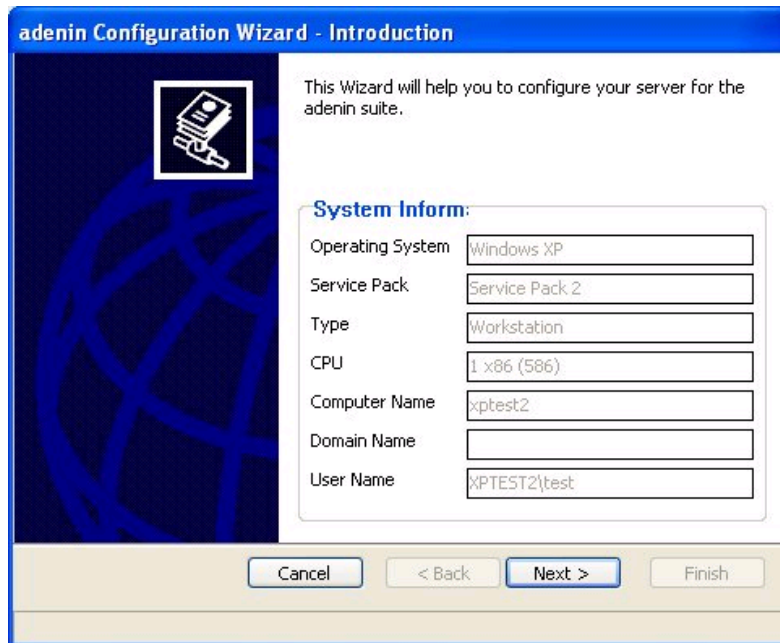 adenin Configuration Wizard - Introduction
This Wizard will help you to configure your server for the
adenin suite.
System Inform:
Operating System Windows XP
Service Pack Service Pack 2
Type Workstation
CPU 1 x86 (586)
Computer Name xptest2
Domain Name
User Name XPTEST2\test
Cancel < Back Next > Finish